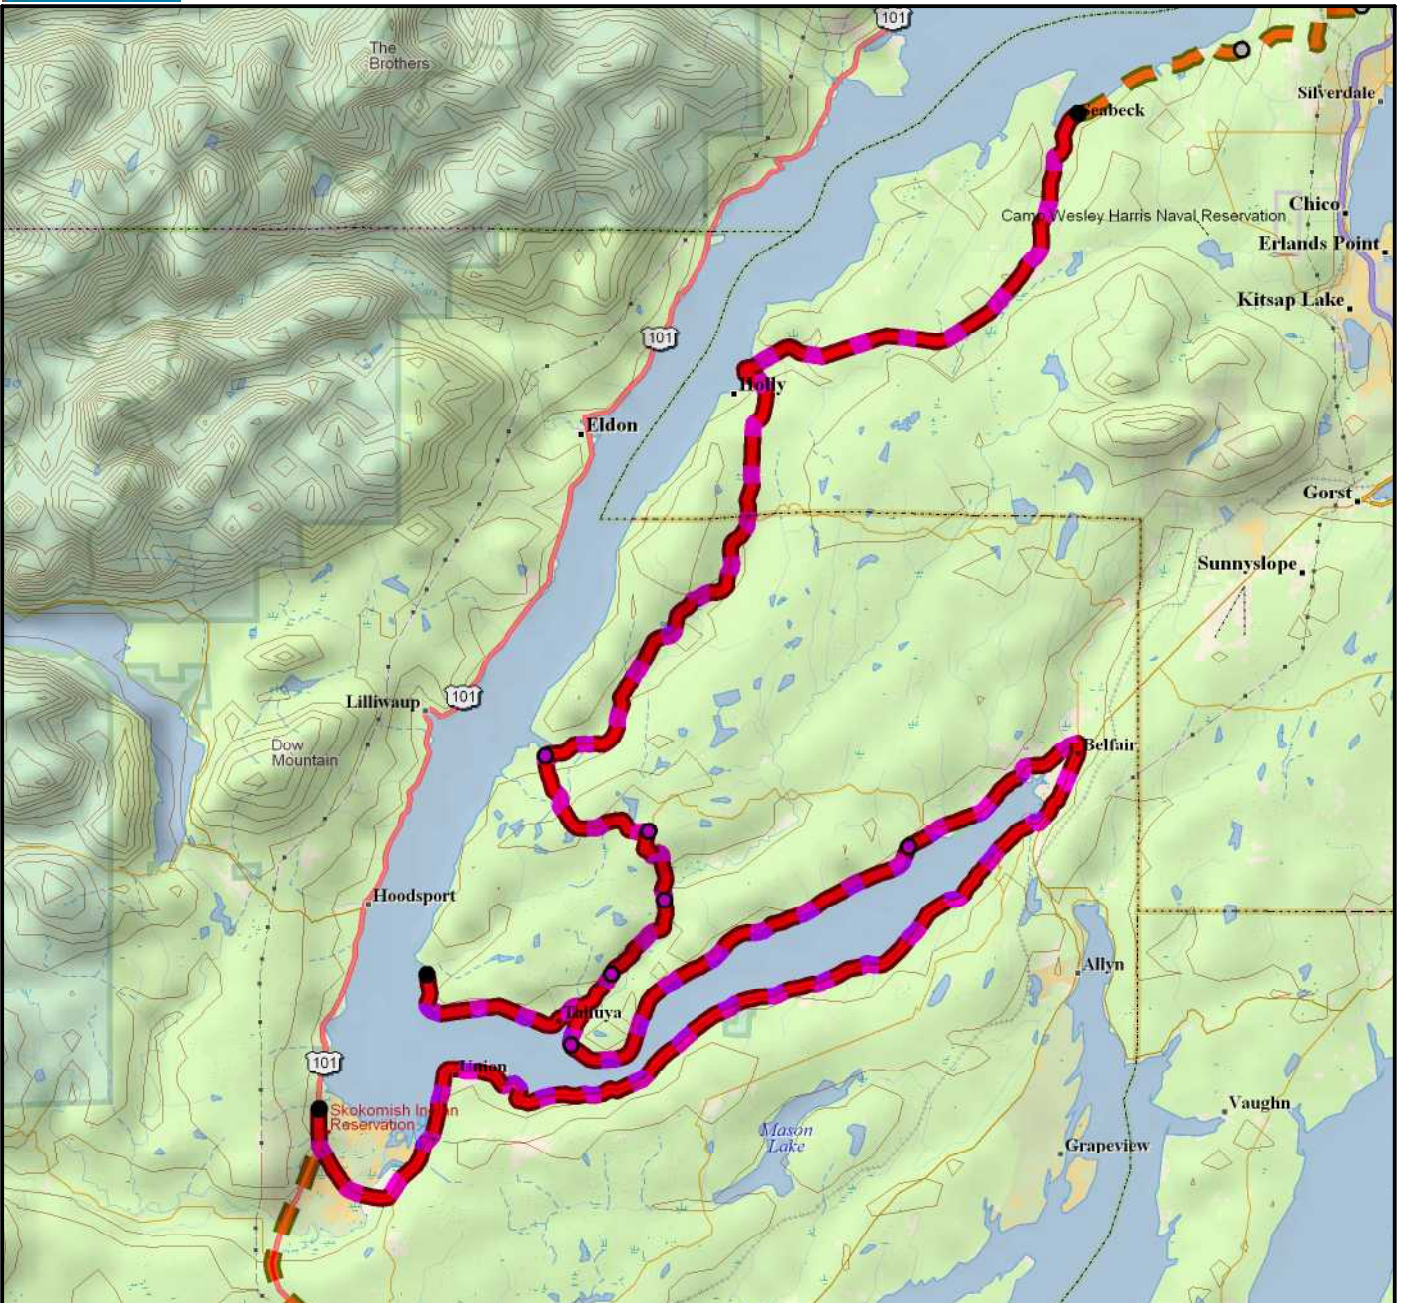 101
The
Brothers
Silverdale
Seabeck
Camp Wesley Harris Naval Reservation
Chico
Erlands Point
Kitsap Lake
101
Holly
Eldon
Gorst
Sunnyslope
101
Lilliwaup
Dow
Mountain
Belfair
Hoodsport
Allyn
Tahuya
101
Union
Skokomish Indian
Reservation
Vaughn
Mason
Lake
Grapeview